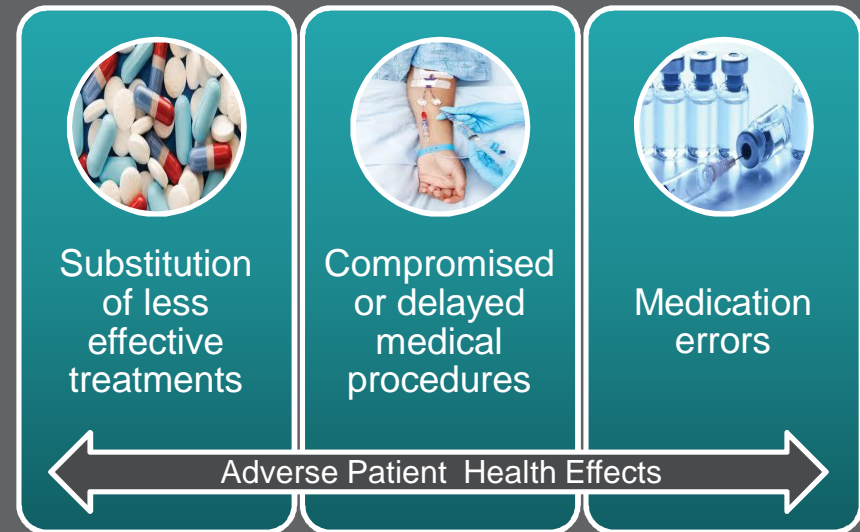 Substitution
of less
effective
treatments
Compromised
or delayed
medical
procedures
Medication
errors
Adverse Patient  Health Effects